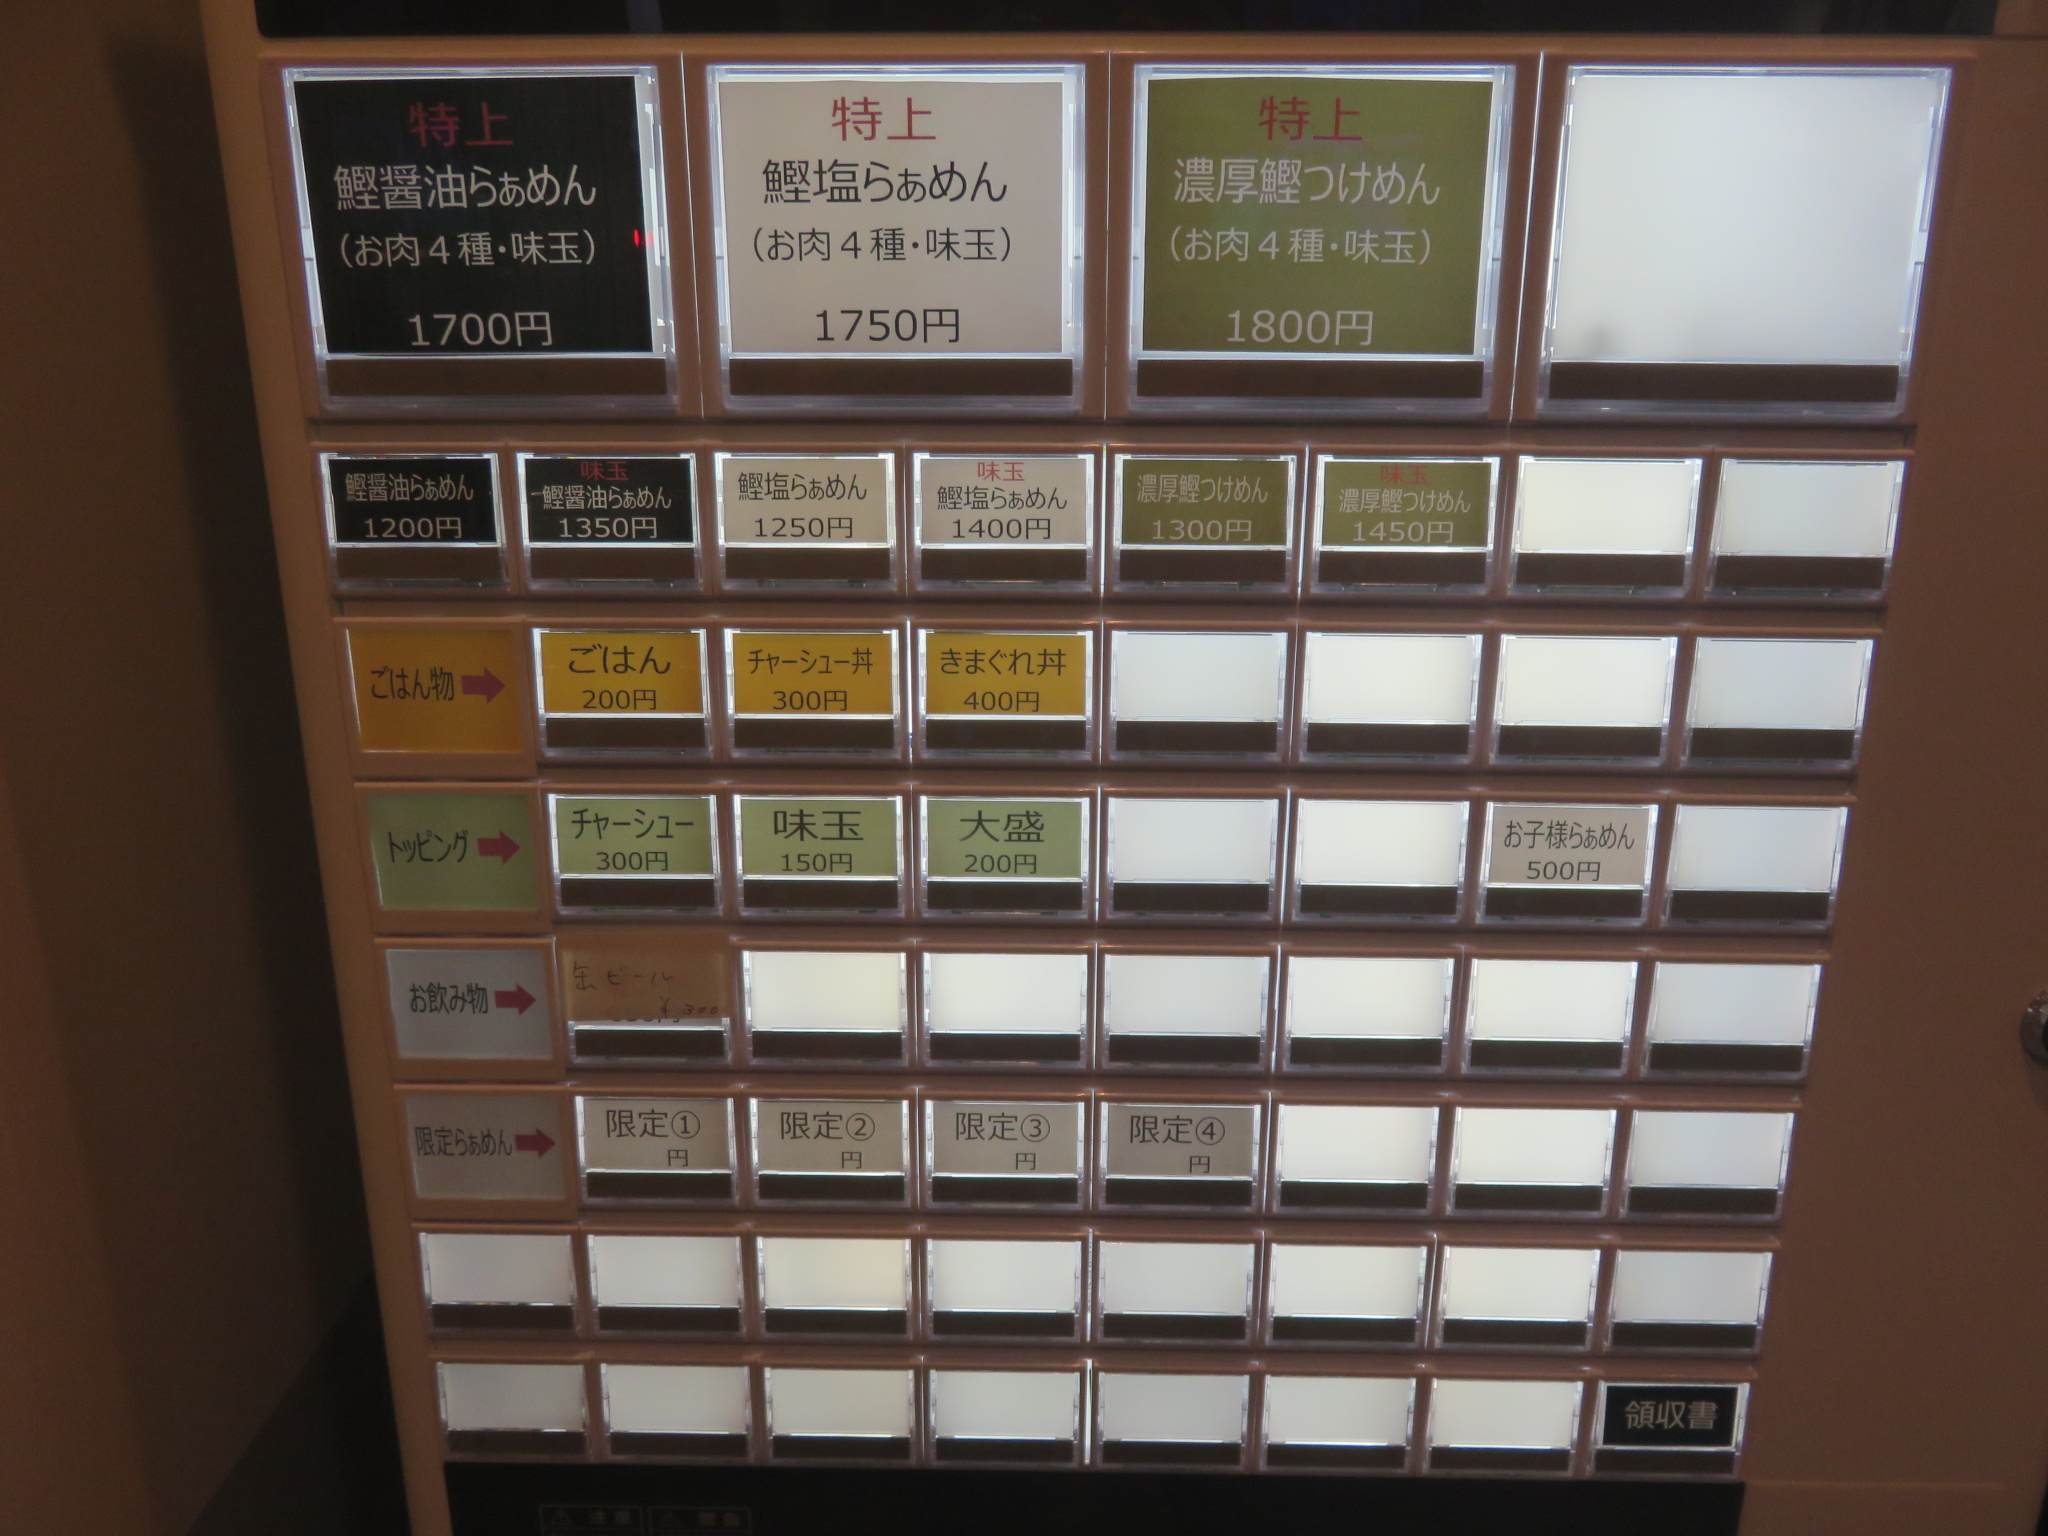 特上
鰹醤油らぁめん
(お肉４種・味玉)
1700円
特上
鰹塩らぁめん
(お肉４種・味玉)
1750円
特上
濃厚鰹つけめん
(お肉４種・味玉)
1800円
鰹醤油らぁめん
1200円
味玉
鰹醤油らぁめん
1350円
鰹塩らぁめん
1250円
味玉
鰹塩らぁめん
1400円
濃厚鰹つけめん
1300円
味玉
濃厚鰹つけめん
1450円
ごはん物
ごはん
200円
チャーシュー丼
300円
きまぐれ丼
400円
トッピング
チャーシュー
300円
味玉
150円
大盛
200円
お子様らぁめん
500円
お飲み物
缶ビール
¥300
限定らぁめん
限定①
円
限定②
円
限定③
円
限定④
円
領収書
注意
警告